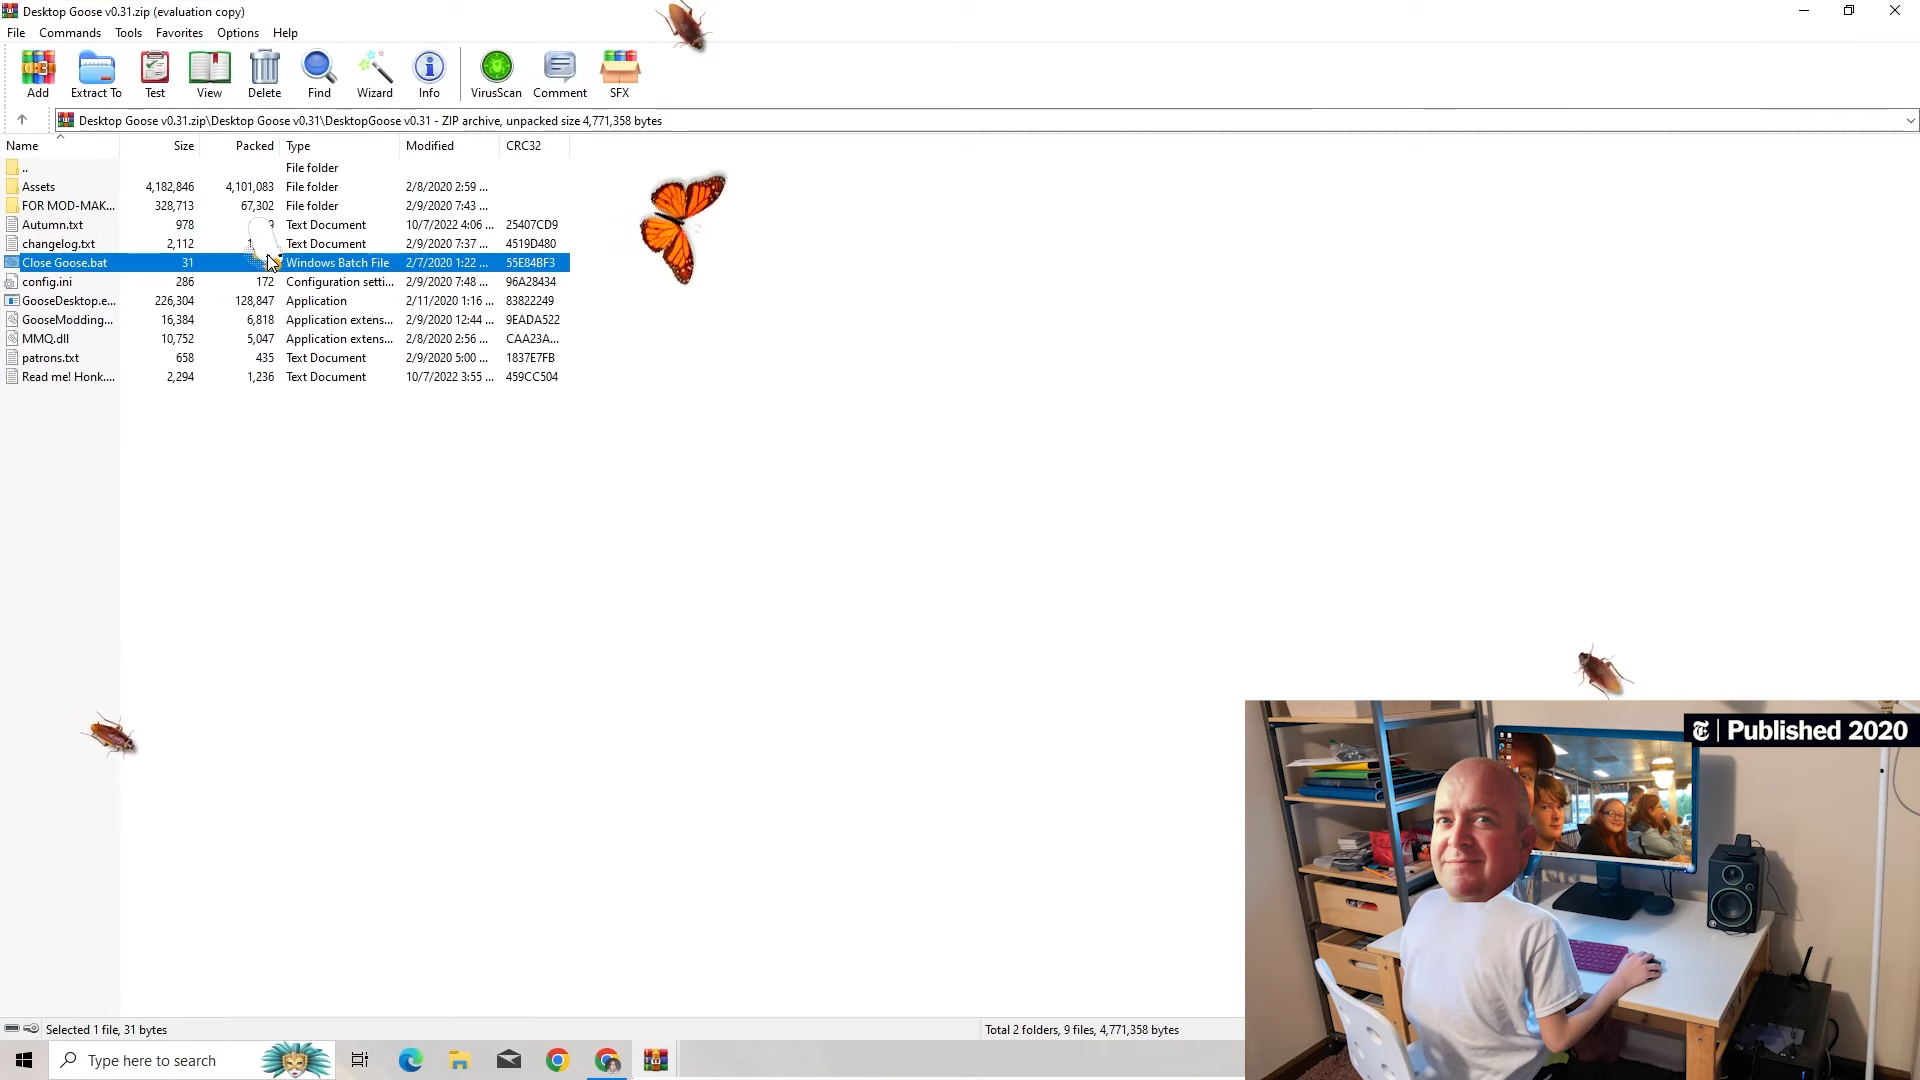 Desktop Goose v0.31.zip (evaluation copy)
File Commands Tools Favorites Options Help
Add Extract To Test View Delete Find Wizard Info VirusScan Comment SFX
Desktop Goose v0.31.zip\Desktop Goose v0.31\DesktopGoose v0.31 - ZIP archive, unpacked size 4,771,358 bytes
Name Size Packed Type Modified CRC32
.. File folder
Assets 4,182,846 4,101,083 File folder 2/8/2020 2:59 ...
FOR MOD-MAK... 328,713 67,302 File folder 2/9/2020 7:43 ...
Autumn.txt 978 Text Document 10/7/2022 4:06 ... 25407CD9
changelog.txt 2,112 Text Document 2/9/2020 7:37 ... 4519D480
Close Goose.bat 31 Windows Batch File 2/7/2020 1:22 ... 55E84BF3
config.ini 286 172 Configuration setti... 2/9/2020 7:48 ... 96A28434
GooseDesktop.e... 226,304 128,847 Application 2/11/2020 1:16 ... 83822249
GooseModding... 16,384 6,818 Application extens... 2/9/2020 12:44 ... 9EADA522
MMQ.dll 10,752 5,047 Application extens... 2/8/2020 2:56 ... CAA23A...
patrons.txt 658 435 Text Document 2/9/2020 5:00 ... 1837E7FB
Read me! Honk.... 2,294 1,236 Text Document 10/7/2022 3:55 ... 459CC504
T | Published 2020
Selected 1 file, 31 bytes Total 2 folders, 9 files, 4,771,358 bytes
Type here to search